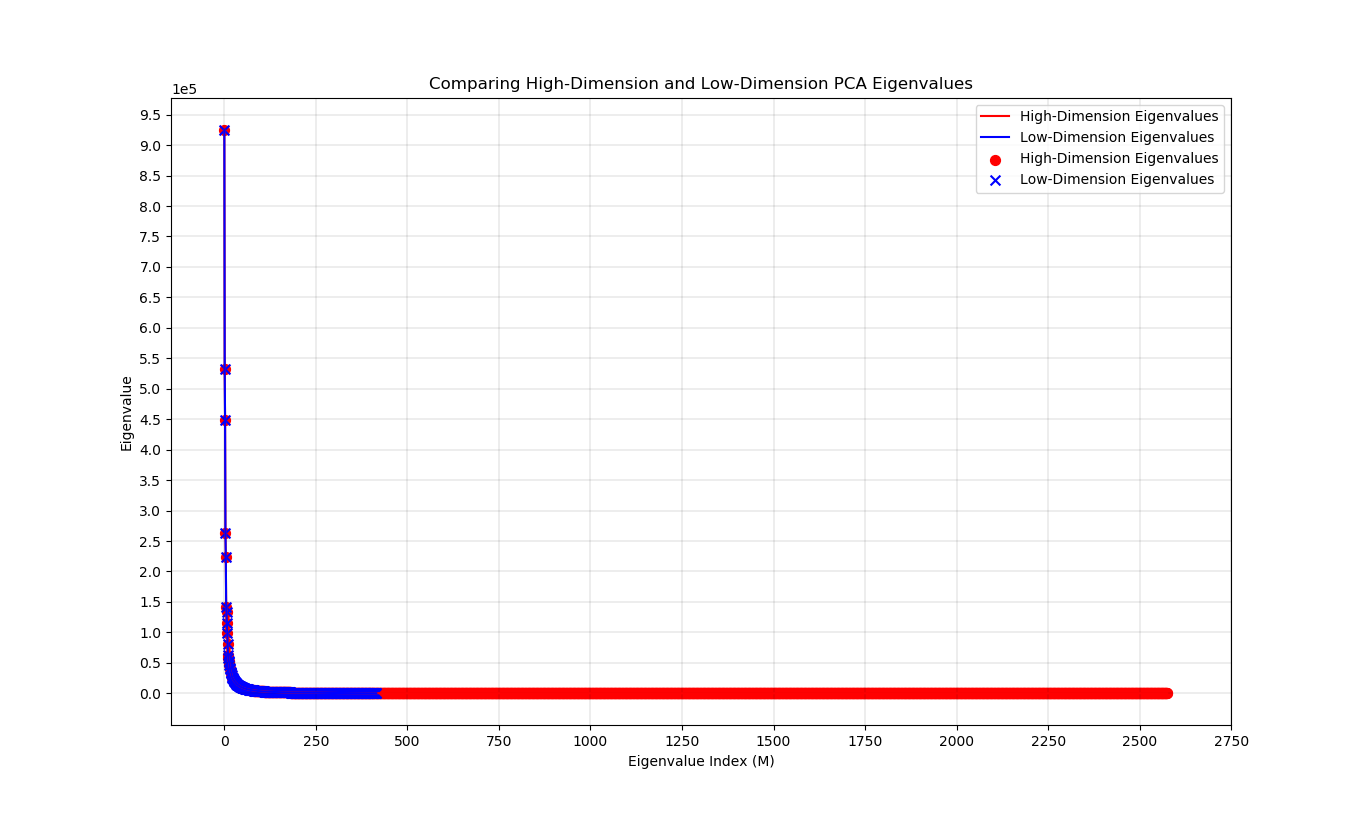 Comparing High-Dimension and Low-Dimension PCA Eigenvalues
1e5
High-Dimension Eigenvalues
Low-Dimension Eigenvalues
High-Dimension Eigenvalues
Low-Dimension Eigenvalues
9.5
9.0
8.5
8.0
7.5
7.0
6.5
6.0
5.5
5.0
4.5
4.0
3.5
3.0
2.5
2.0
1.5
1.0
0.5
0.0
Eigenvalue
0 250 500 750 1000 1250 1500 1750 2000 2250 2500 2750
Eigenvalue Index (M)